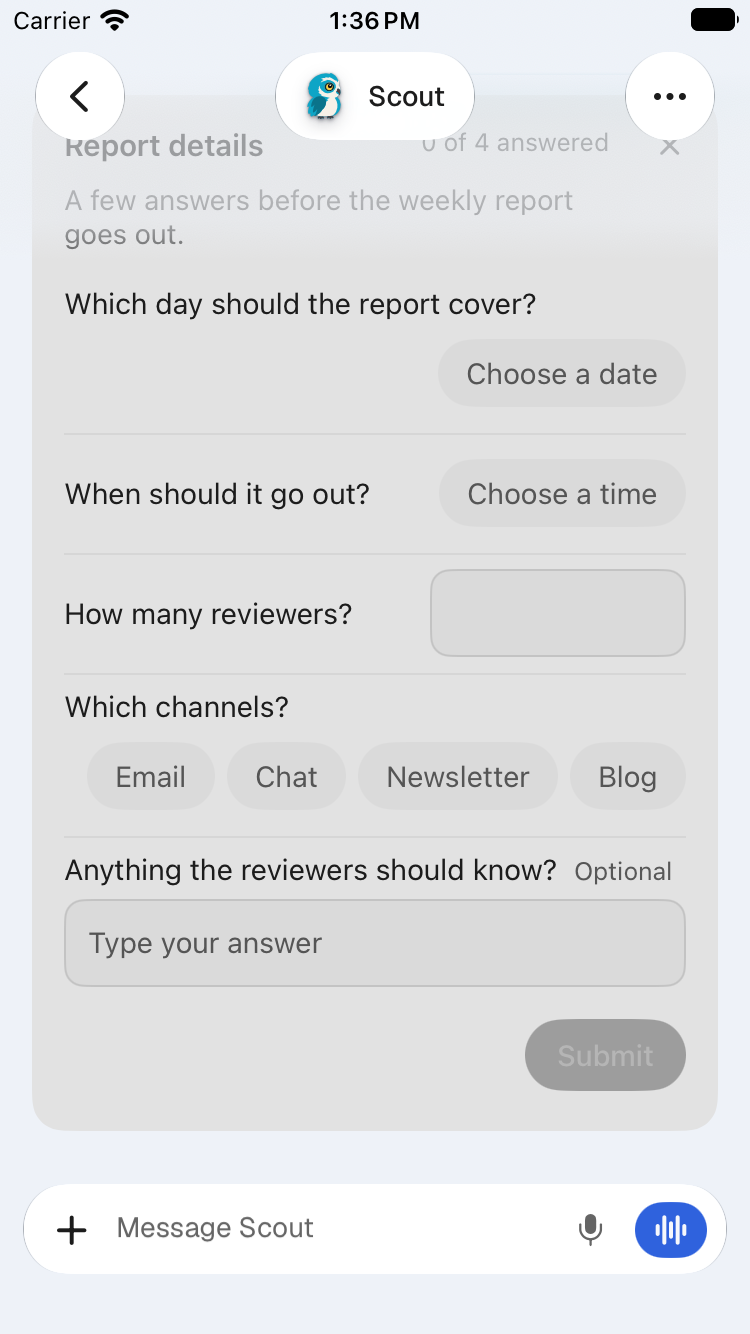 Carrier 1:36 PM
Scout
Report details 0 of 4 answered
A few answers before the weekly report
goes out.
Which day should the report cover?
Choose a date
When should it go out? Choose a time
How many reviewers?
Which channels?
Email Chat Newsletter Blog
Anything the reviewers should know? Optional
Type your answer
Submit
Message Scout